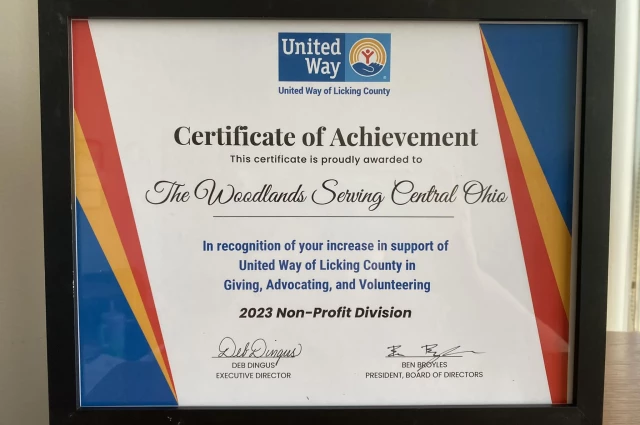 United
Way
United Way of Licking County
Certificate of Achievement
This certificate is proudly awarded to
The Woodlands Serving Central Ohio
In recognition of your increase in support of
United Way of Licking County in
Giving, Advocating, and Volunteering
2023 Non-Profit Division
Deb Dingus
DEB DINGUS
EXECUTIVE DIRECTOR
BEN BROYLES
PRESIDENT, BOARD OF DIRECTORS